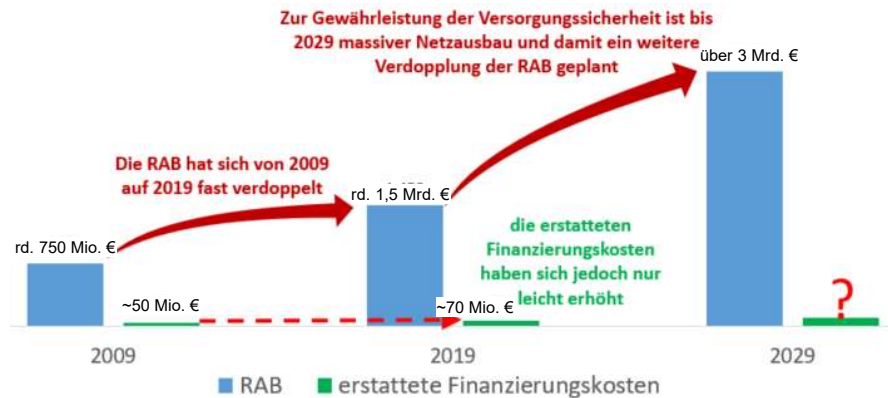 Zur Gewährleistung der Versorgungssicherheit ist bis
2029 massiver Netzausbau und damit ein weitere
Verdopplung der RAB geplant
über 3 Mrd. €
Die RAB hat sich von 2009
auf 2019 fast verdoppelt
rd. 1,5 Mrd. €
die erstatteten
Finanzierungskosten
haben sich jedoch nur
leicht erhöht
rd. 750 Mio. €
~50 Mio. €
~70 Mio. €
?
2009
2019
2029
RAB
erstattete Finanzierungskosten